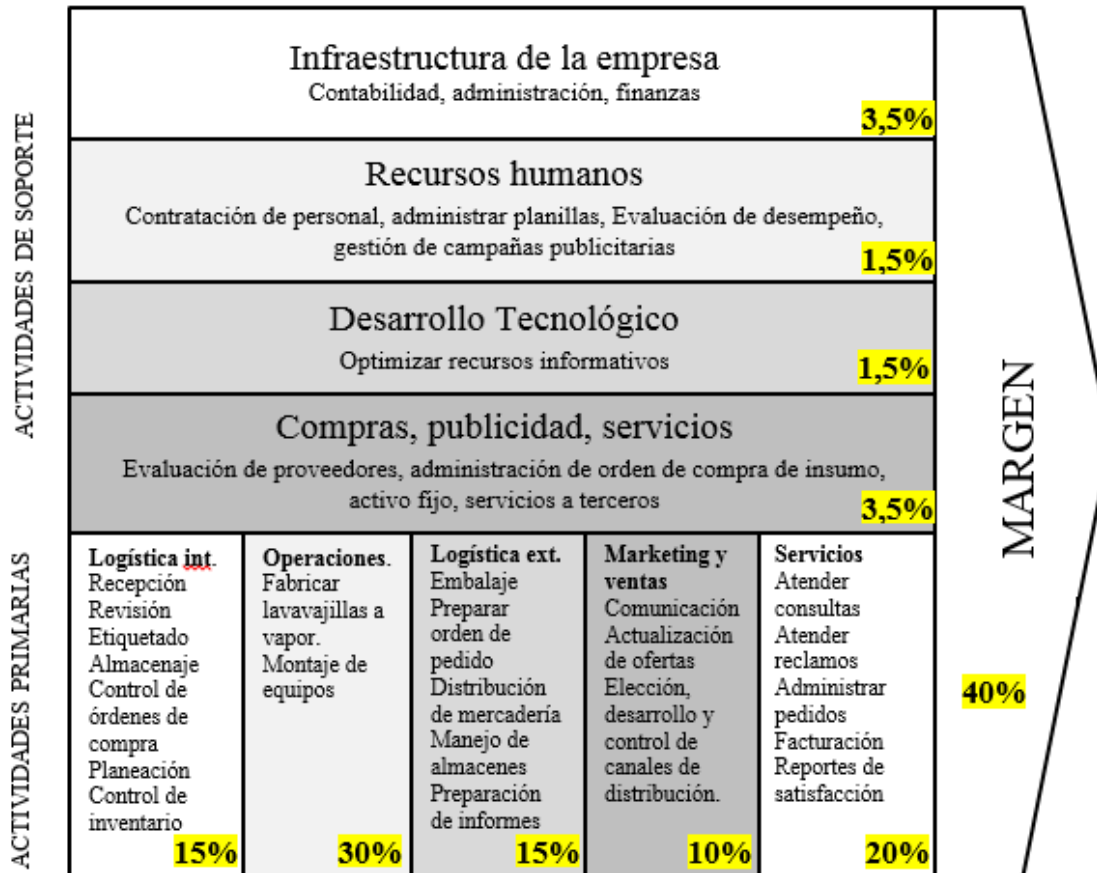 ACTIVIDADES DE SOPORTE
Infraestructura de la empresa
Contabilidad, administración, finanzas
3,5%
Recursos humanos
Contratación de personal, administrar planillas, Evaluación de desempeño,
gestión de campañas publicitarias
1,5%
Desarrollo Tecnológico
Optimizar recursos informativos
1,5%
Compras, publicidad, servicios
Evaluación de proveedores, administración de orden de compra de insumo,
activo fijo, servicios a terceros
3,5%
ACTIVIDADES PRIMARIAS
Logística int.
Recepción
Revisión
Etiquetado
Almacenaje
Control de
órdenes de
compra
Planeación
Control de
inventario
15%
Operaciones.
Fabricar
lavavajillas a
vapor.
Montaje de
equipos
30%
Logística ext.
Embalaje
Preparar
orden de
pedido
Distribución
de mercadería
Manejo de
almacenes
Preparación
de informes
15%
Marketing y
ventas
Comunicación
Actualización
de ofertas
Elección,
desarrollo y
control de
canales de
distribución.
10%
Servicios
Atender
consultas
Atender
reclamos
Administrar
pedidos
Facturación
Reportes de
satisfacción
20%
MARGEN
40%